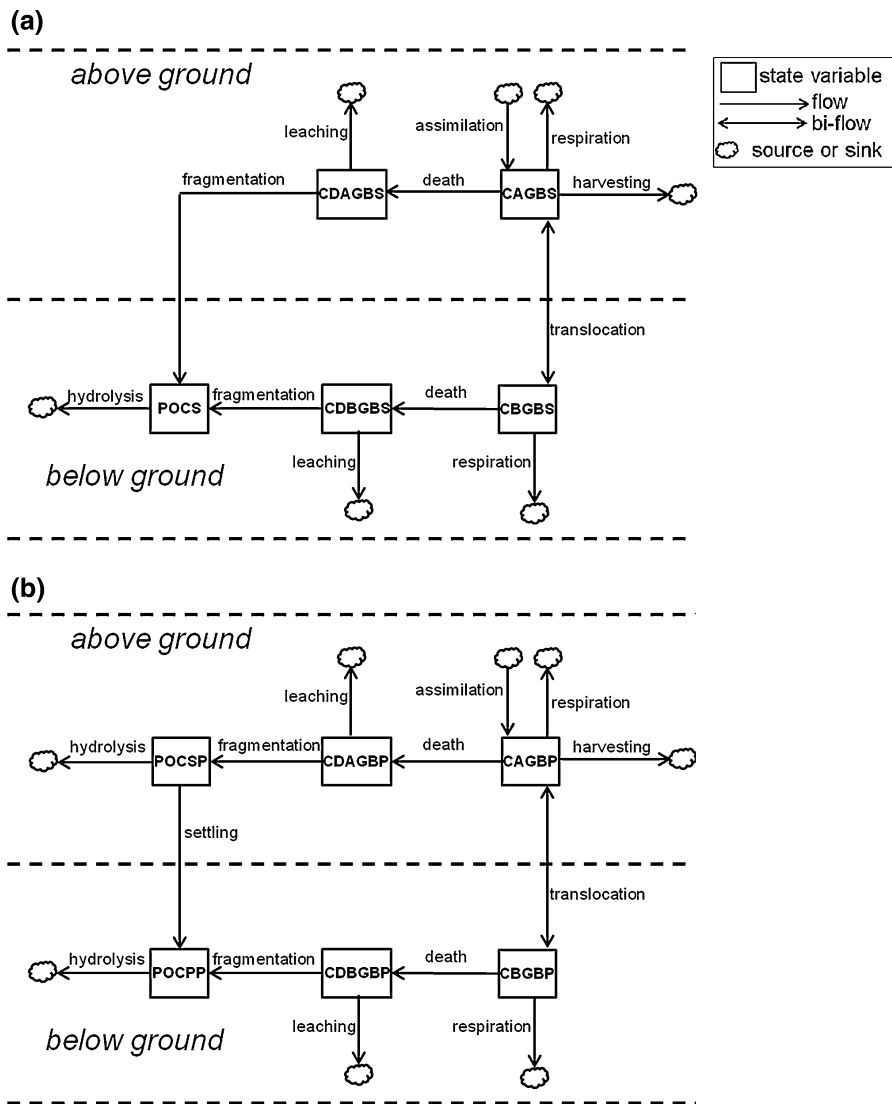 (a)
above ground
state variable
flow
bi-flow
source or sink
leaching
assimilation
respiration
fragmentation
death
harvesting
CDAGBS
CAGBS
translocation
hydrolysis
fragmentation
death
POCS
CDBGBS
CBGBS
leaching
respiration
below ground
(b)
above ground
leaching
assimilation
respiration
hydrolysis
fragmentation
death
harvesting
POCSP
CDAGBP
CAGBP
settling
translocation
hydrolysis
fragmentation
death
POCPP
CDBGBP
CBGBP
leaching
respiration
below ground